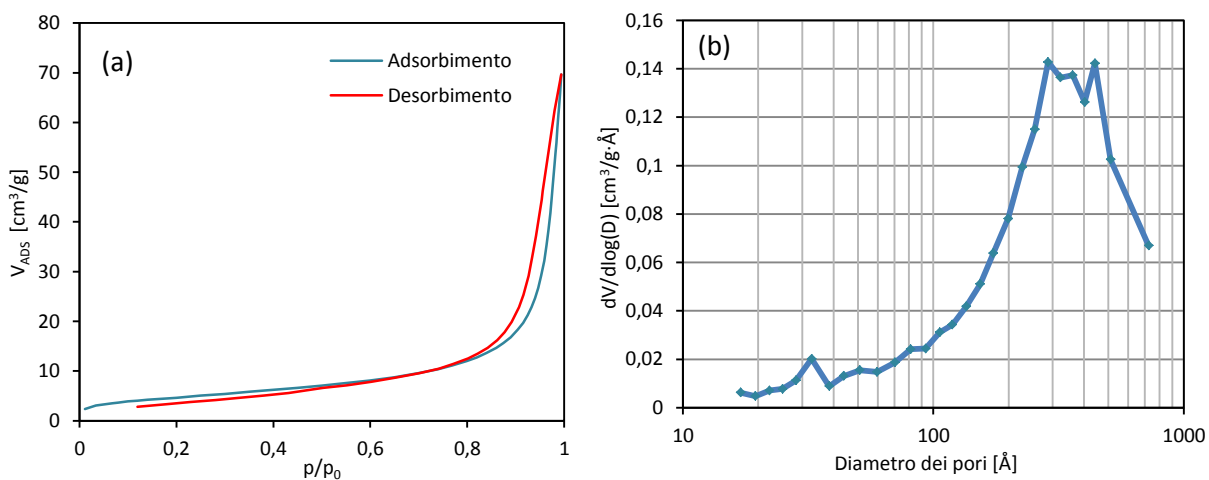 (a)
Adsorbimento
Desorbimento
V_ADS [cm³/g]
80
70
60
50
40
30
20
10
0
0 0,2 0,4 0,6 0,8 1
p/p₀
(b)
dV/dlog(D) [cm³/g·Å]
0,16
0,14
0,12
0,1
0,08
0,06
0,04
0,02
0
10 100 1000
Diametro dei pori [Å]